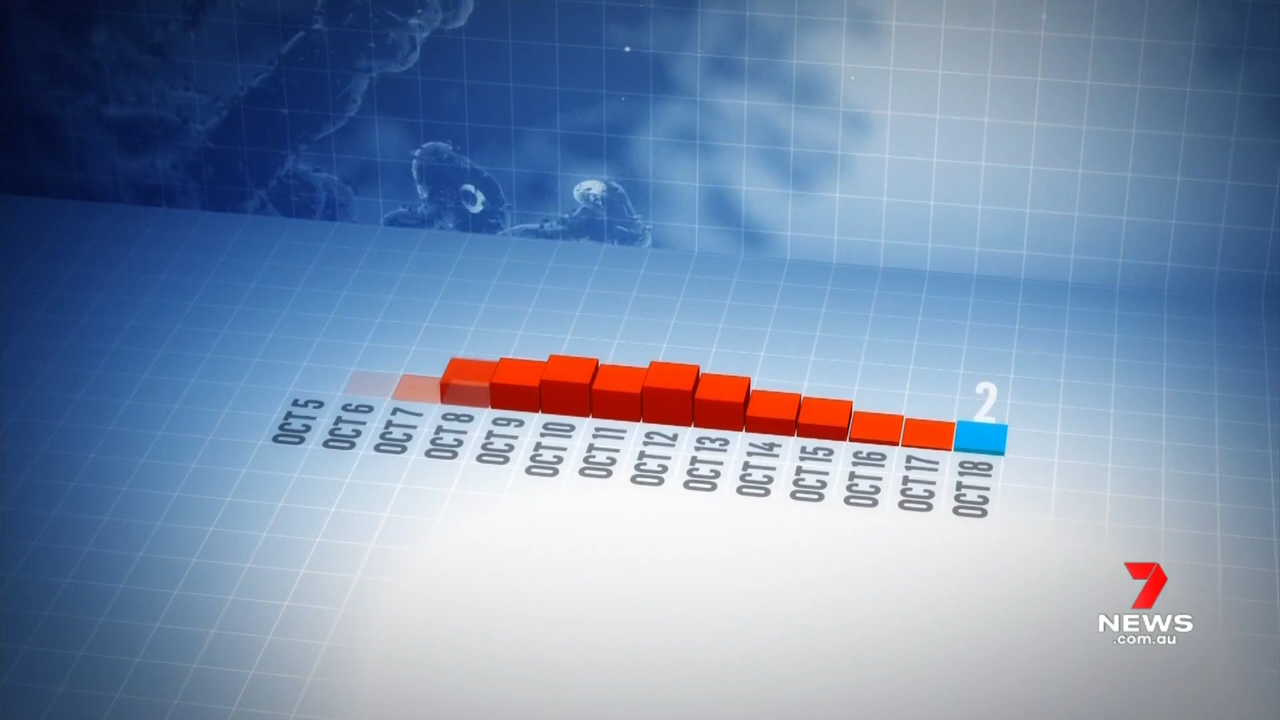 2
OCT 5
OCT 6
OCT 7
OCT 8
OCT 9
OCT 10
OCT 11
OCT 12
OCT 13
OCT 14
OCT 15
OCT 16
OCT 17
OCT 18
7
NEWS
.com.au